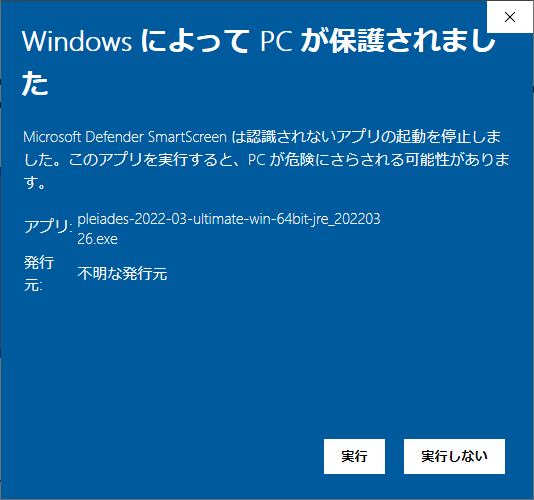 Windows によって PC が保護されまし
た
Microsoft Defender SmartScreen は認識されないアプリの起動を停止しま
した。このアプリを実行すると、PC が危険にさらされる可能性がありま
す。
アプリ: pleiades-2022-03-ultimate-win-64bit-jre_202203
26.exe
発行
元: 不明な発行元
実行 実行しない